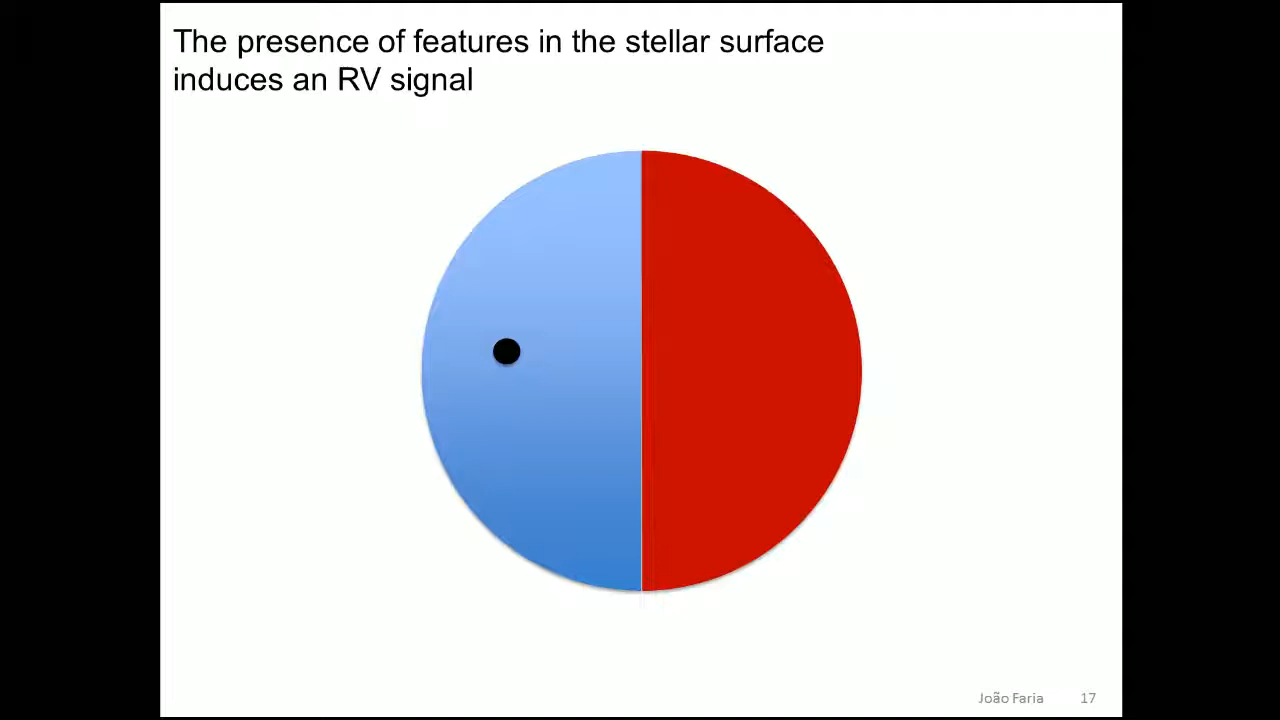 The presence of features in the stellar surface
induces an RV signal
João Faria 17